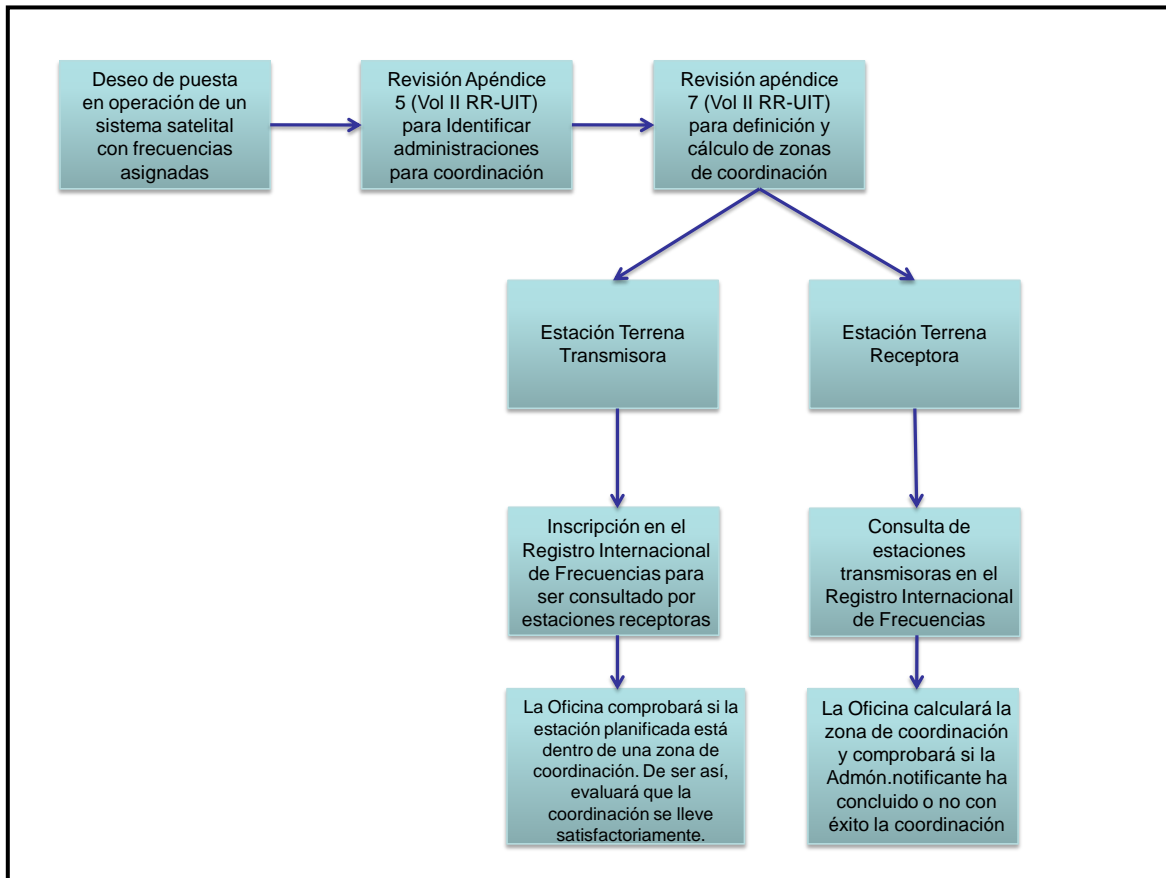 Deseo de puesta
en operación de un
sistema satelital
con frecuencias
asignadas
Revisión Apéndice
5 (Vol II RR-UIT)
para Identificar
administraciones
para coordinación
Revisión apéndice
7 (Vol II RR-UIT)
para definición y
cálculo de zonas
de coordinación
Estación Terrena
Transmisora
Estación Terrena
Receptora
Inscripción en el
Registro Internacional
de Frecuencias para
ser consultado por
estaciones receptoras
Consulta de
estaciones
transmisoras en el
Registro Internacional
de Frecuencias
La Oficina comprobará si la
estación planificada está
dentro de una zona de
coordinación. De ser así,
evaluará que la
coordinación se lleve
satisfactoriamente.
La Oficina calculará la
zona de coordinación
y comprobará si la
Admón.notificante ha
concluido o no con
éxito la coordinación